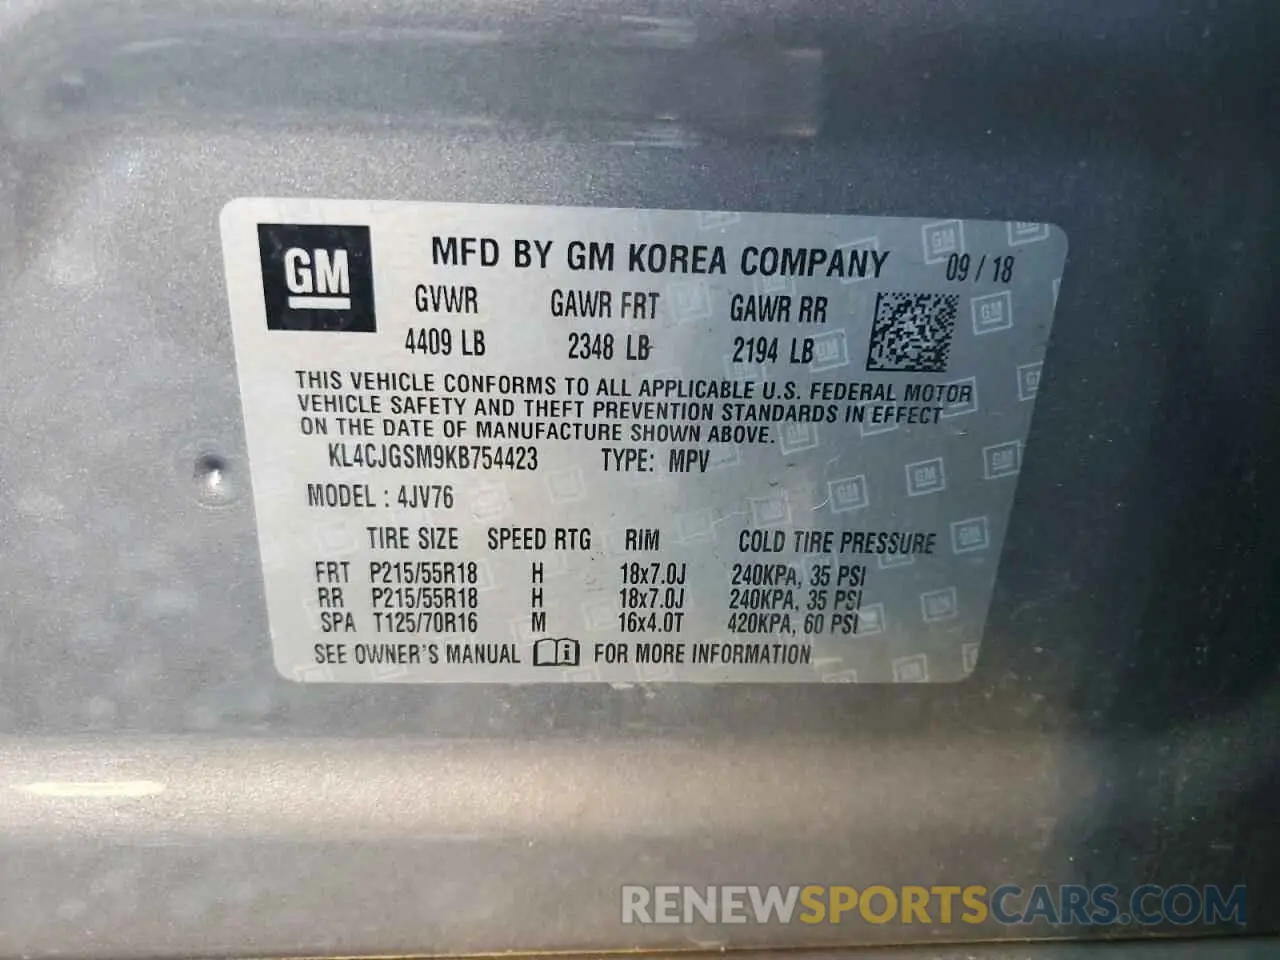 GM MFD BY GM KOREA COMPANY 09 / 18
GVWR GAWR FRT GAWR RR
4409 LB 2348 LB 2194 LB
THIS VEHICLE CONFORMS TO ALL APPLICABLE U.S. FEDERAL MOTOR
VEHICLE SAFETY AND THEFT PREVENTION STANDARDS IN EFFECT
ON THE DATE OF MANUFACTURE SHOWN ABOVE.
KL4CJGSM9KB754423 TYPE: MPV
MODEL : 4JV76
TIRE SIZE SPEED RTG RIM COLD TIRE PRESSURE
FRT P215/55R18 H 18x7.0J 240KPA, 35 PSI
RR P215/55R18 H 18x7.0J 240KPA, 35 PSI
SPA T125/70R16 M 16x4.0T 420KPA, 60 PSI
SEE OWNER'S MANUAL i FOR MORE INFORMATION
RENEWSPORTSCARS.COM